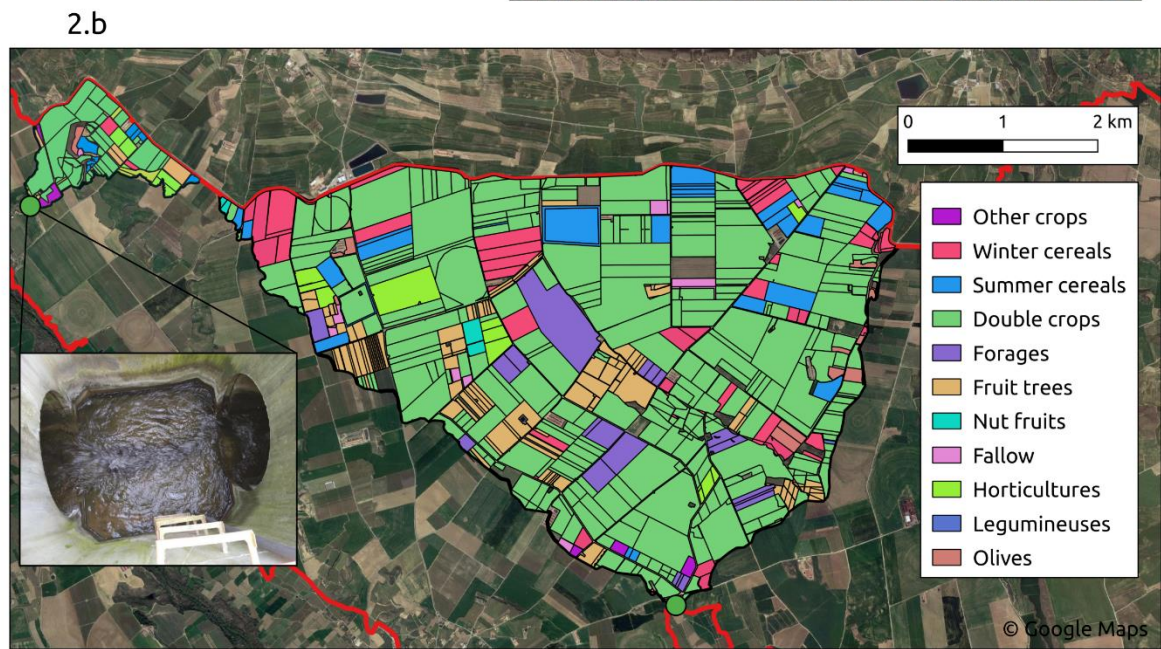 2.b
0 1 2 km
Other crops
Winter cereals
Summer cereals
Double crops
Forages
Fruit trees
Nut fruits
Fallow
Horticultures
Legumineuses
Olives
© Google Maps